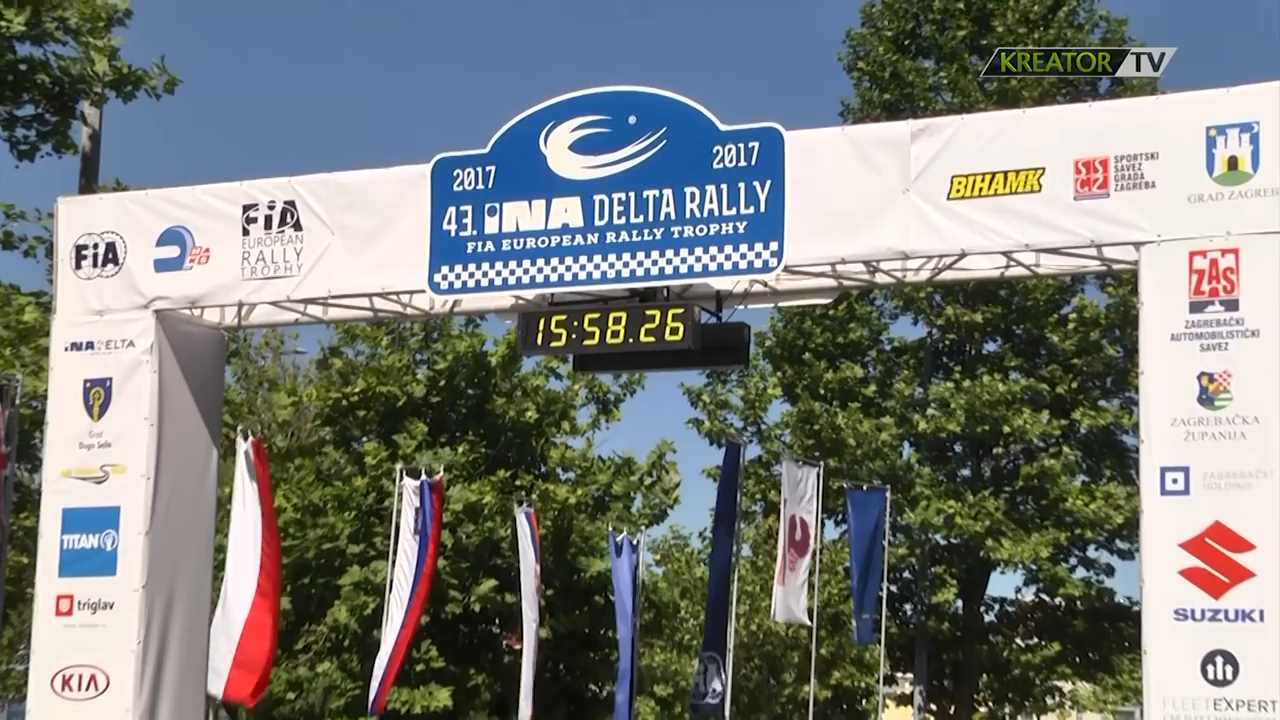 KREATOR TV
2017
2017
43. INA DELTA RALLY
FIA EUROPEAN RALLY TROPHY
15:58.26
FiA
FiA
EUROPEAN
RALLY
TROPHY
BIHAMK
SPORTSKI
SAVEZ
GRADA
ZAGREBA
GRAD ZAGREB
INA DELTA
Grad
Dugo Selo
TITAN
triglav
KIA
ZAS
ZAGREBAČKI
AUTOMOBILISTIČKI
SAVEZ
ZAGREBAČKA
ŽUPANIJA
ZAGREBAČKI
HOLDING
SUZUKI
FLEETEXPERT